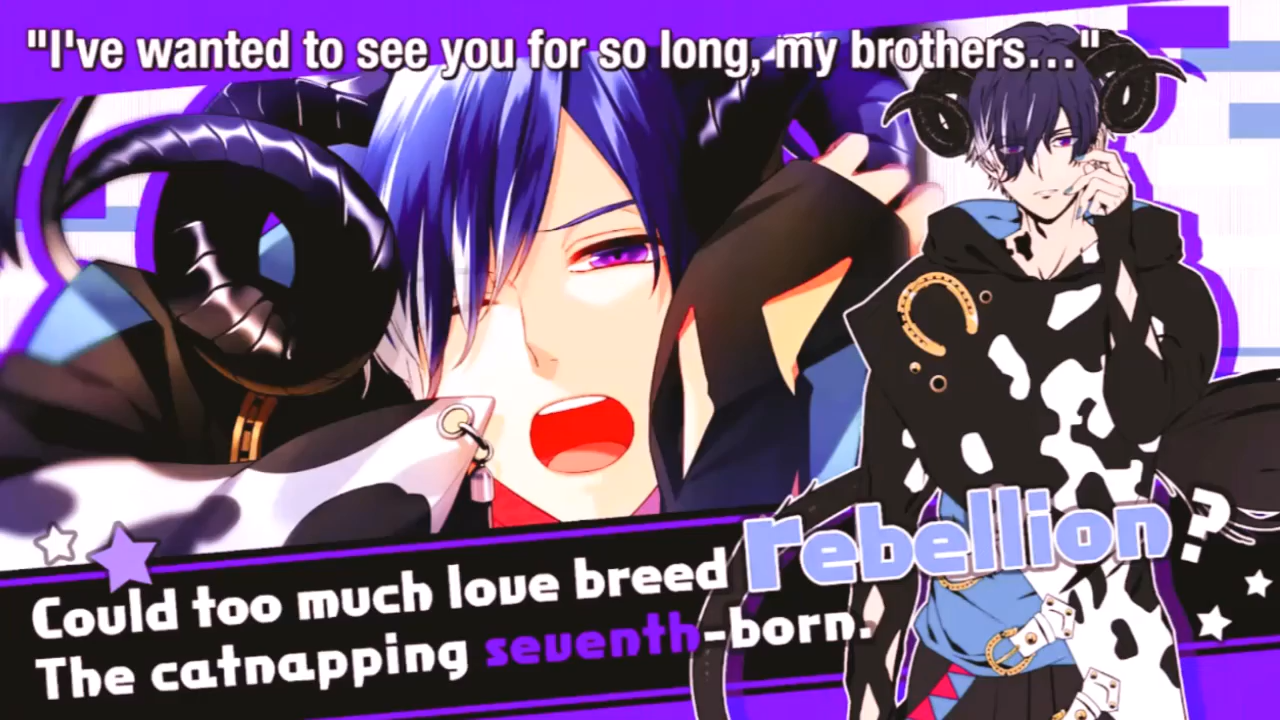 "I've wanted to see you for so long, my brothers..."
Could too much love breed rebellion?
The catnapping seventh-born.